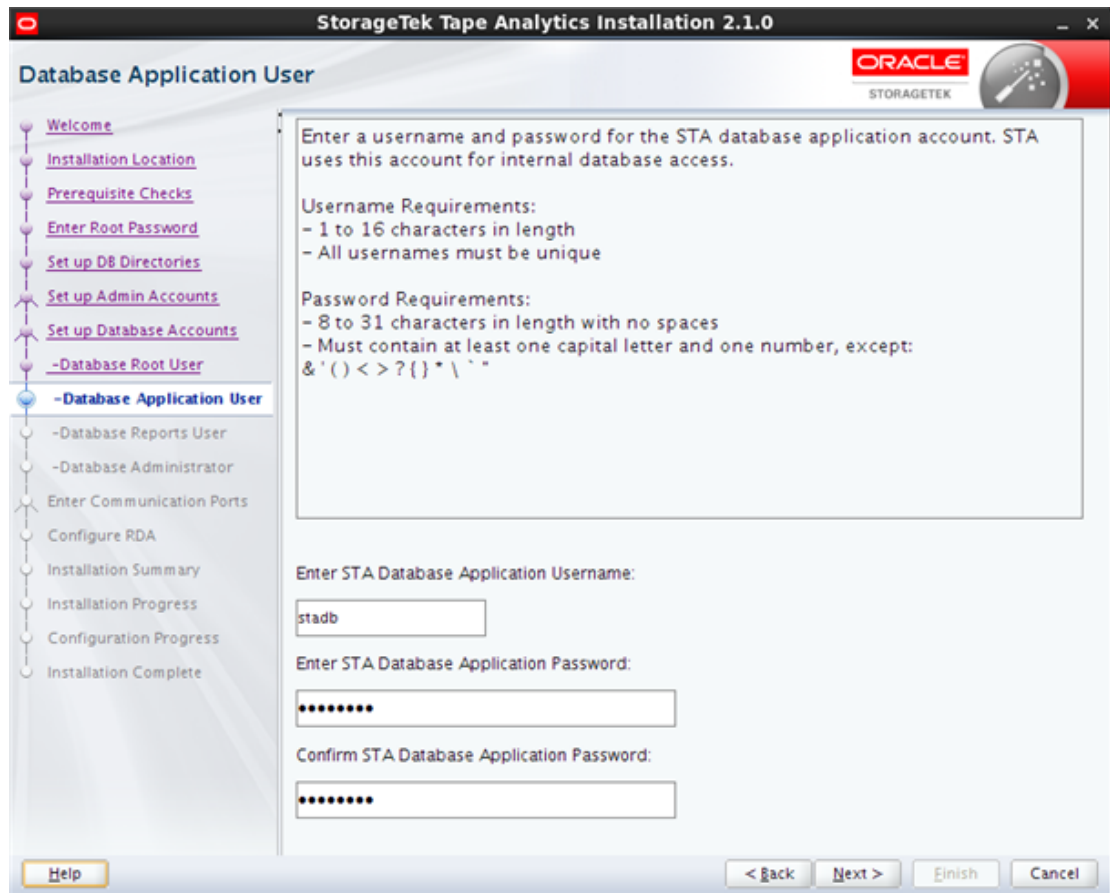 StorageTek Tape Analytics Installation 2.1.0
Database Application User
ORACLE
STORAGETEK
Welcome
Installation Location
Prerequisite Checks
Enter Root Password
Set up DB Directories
Set up Admin Accounts
Set up Database Accounts
-Database Root User
-Database Application User
-Database Reports User
-Database Administrator
Enter Communication Ports
Configure RDA
Installation Summary
Installation Progress
Configuration Progress
Installation Complete
Enter a username and password for the STA database application account. STA
uses this account for internal database access.
Username Requirements:
- 1 to 16 characters in length
- All usernames must be unique
Password Requirements:
- 8 to 31 characters in length with no spaces
- Must contain at least one capital letter and one number, except:
& ' ( ) < > ? { } * \ ` "
Enter STA Database Application Username:
stadb
Enter STA Database Application Password:
••••••••
Confirm STA Database Application Password:
••••••••
Help
< Back
Next >
Finish
Cancel